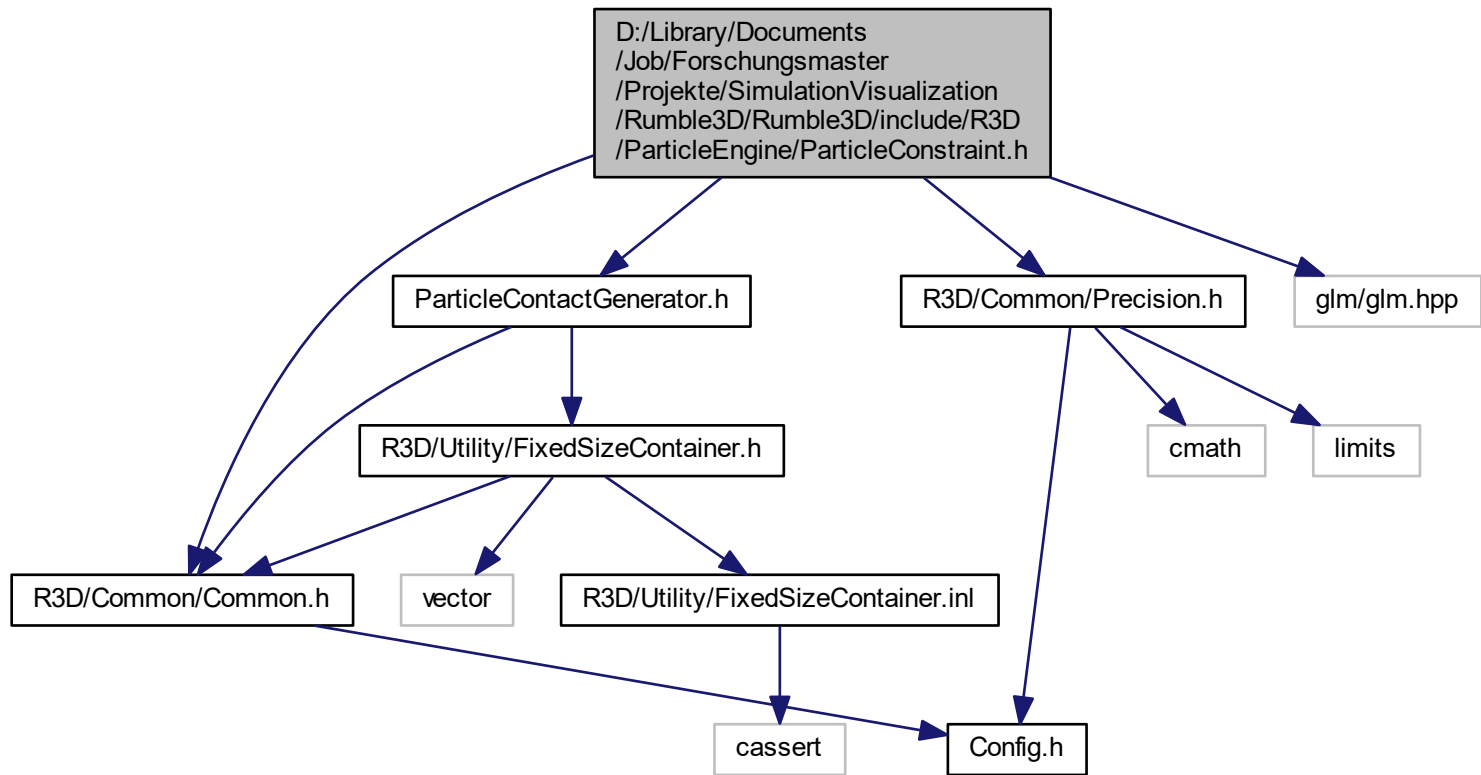 D:/Library/Documents
/Job/Forschungsmaster
/Projekte/SimulationVisualization
/Rumble3D/Rumble3D/include/R3D
/ParticleEngine/ParticleConstraint.h
ParticleContactGenerator.h
R3D/Common/Precision.h
glm/glm.hpp
R3D/Utility/FixedSizeContainer.h
cmath
limits
R3D/Common/Common.h
vector
R3D/Utility/FixedSizeContainer.inl
cassert
Config.h